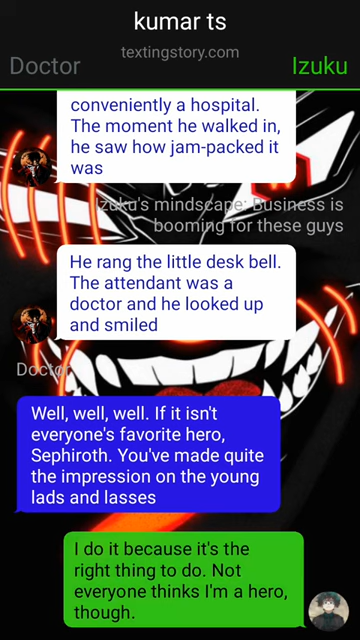 kumar ts
textingstory.com
Doctor
Izuku
conveniently a hospital.
The moment he walked in,
he saw how jam-packed it
was
Izuku's mindscape: Business is
booming for these guys
He rang the little desk bell.
The attendant was a
doctor and he looked up
and smiled
Doctor
Well, well, well. If it isn't
everyone's favorite hero,
Sephiroth. You've made quite
the impression on the young
lads and lasses
I do it because it's the
right thing to do. Not
everyone thinks I'm a hero,
though.